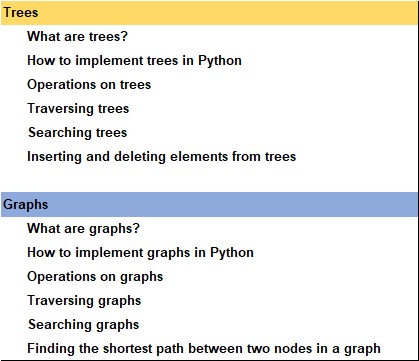 Trees
What are trees?
How to implement trees in Python
Operations on trees
Traversing trees
Searching trees
Inserting and deleting elements from trees
Graphs
What are graphs?
How to implement graphs in Python
Operations on graphs
Traversing graphs
Searching graphs
Finding the shortest path between two nodes in a graph